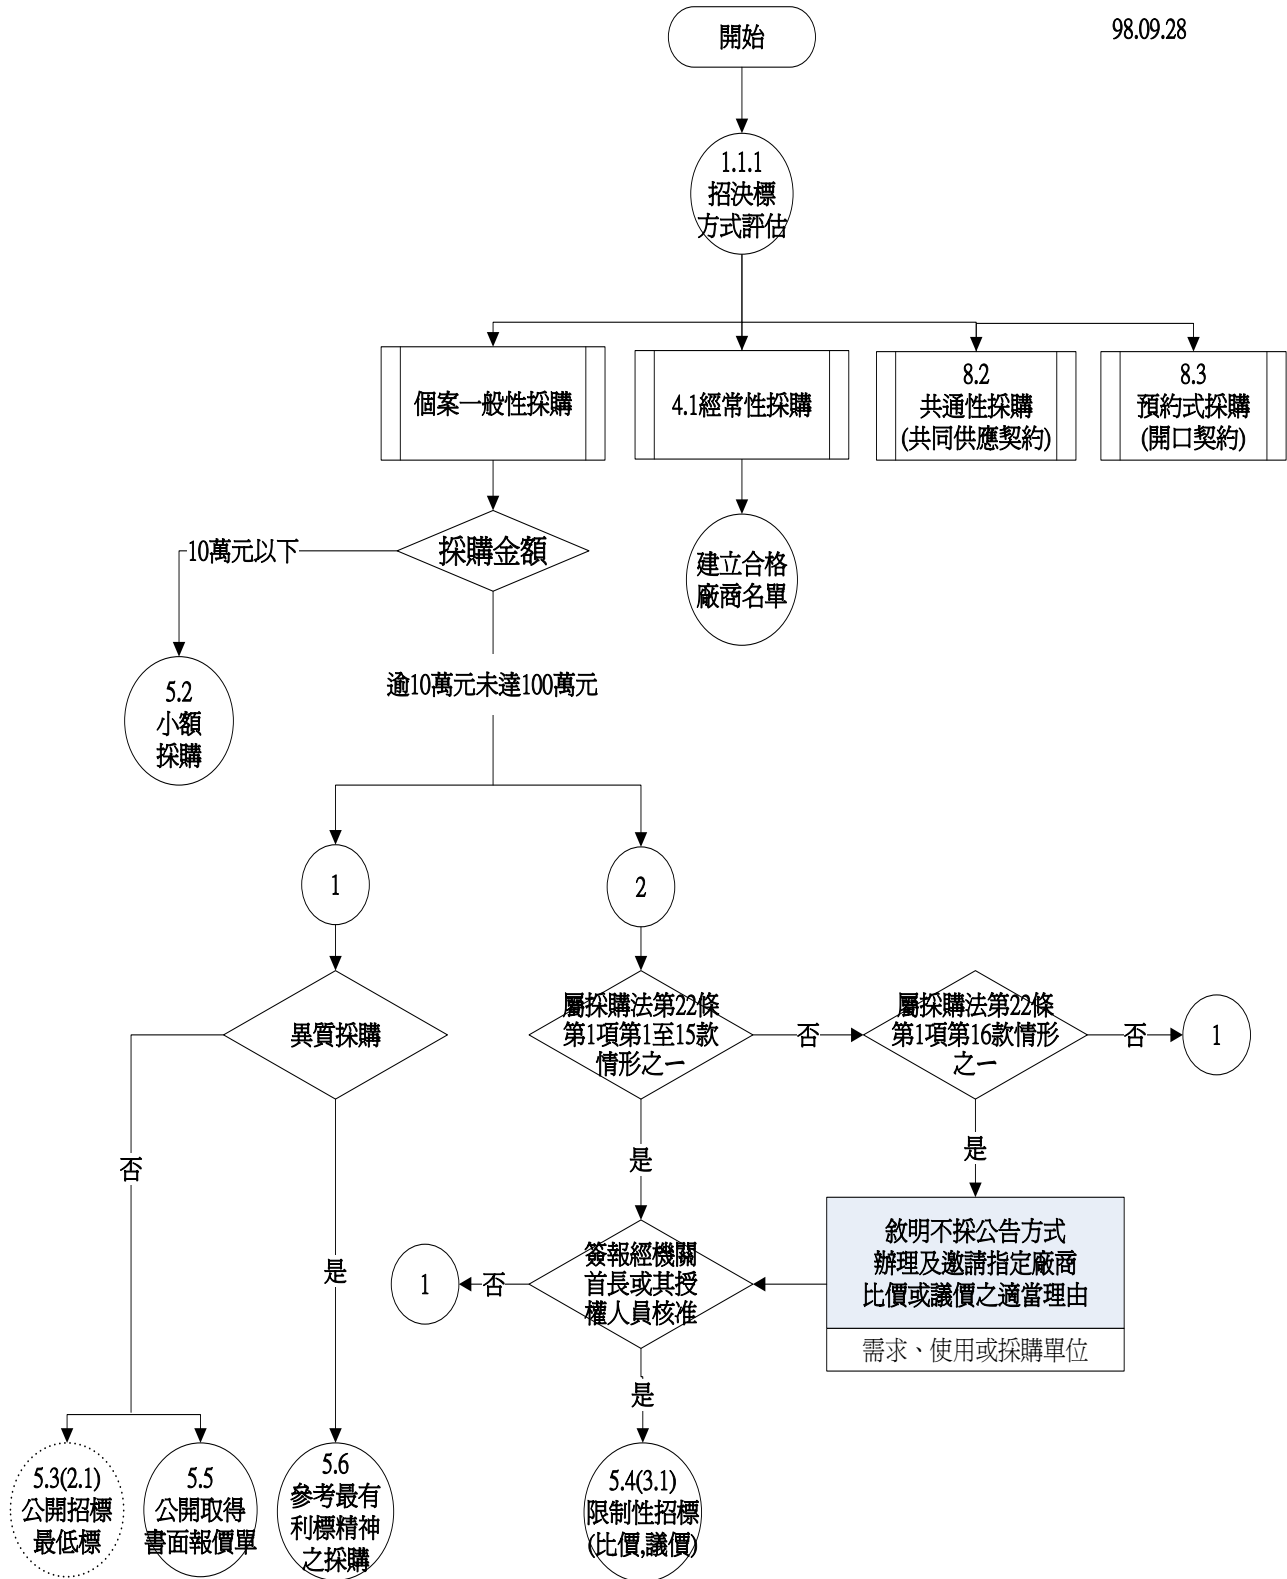 開始
98.09.28
1.1.1
招決標
方式評估
個案一般性採購
4.1經常性採購
8.2
共通性採購
(共同供應契約)
8.3
預約式採購
(開口契約)
採購金額
10萬元以下
建立合格
廠商名單
5.2
小額
採購
逾10萬元未達100萬元
1
2
異質採購
屬採購法第22條
第1項第1至15款
情形之一
否
屬採購法第22條
第1項第16款情形
之一
否
1
否
是
是
是
敘明不採公告方式
辦理及邀請指定廠商
比價或議價之適當理由
需求、使用或採購單位
簽報經機關
首長或其授
權人員核准
否
1
是
5.3(2.1)
公開招標
最低標
5.5
公開取得
書面報價單
5.6
參考最有
利標精神
之採購
5.4(3.1)
限制性招標
(比價,議價)